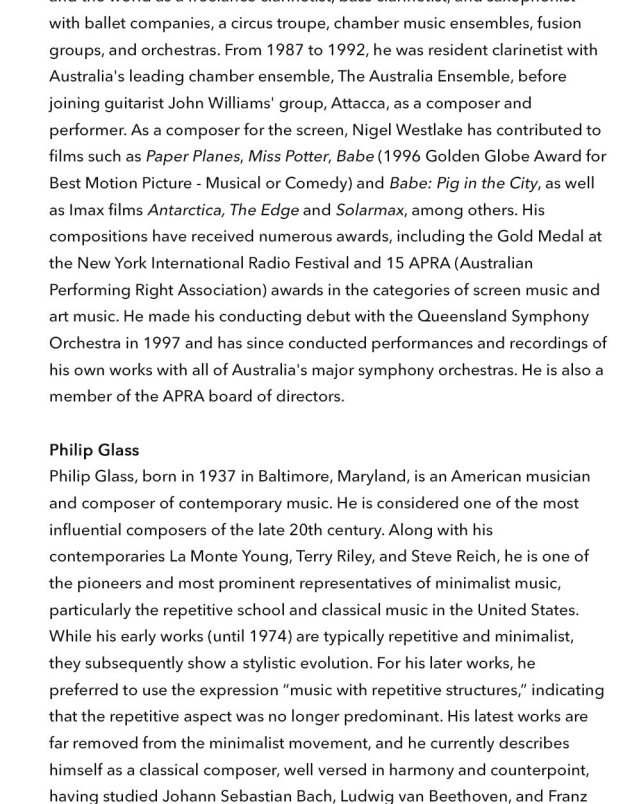 and the world as a freelance clarinetist, bass clarinetist, and saxophonist
with ballet companies, a circus troupe, chamber music ensembles, fusion
groups, and orchestras. From 1987 to 1992, he was resident clarinetist with
Australia's leading chamber ensemble, The Australia Ensemble, before
joining guitarist John Williams' group, Attacca, as a composer and
performer. As a composer for the screen, Nigel Westlake has contributed to
films such as Paper Planes, Miss Potter, Babe (1996 Golden Globe Award for
Best Motion Picture - Musical or Comedy) and Babe: Pig in the City, as well
as Imax films Antarctica, The Edge and Solarmax, among others. His
compositions have received numerous awards, including the Gold Medal at
the New York International Radio Festival and 15 APRA (Australian
Performing Right Association) awards in the categories of screen music and
art music. He made his conducting debut with the Queensland Symphony
Orchestra in 1997 and has since conducted performances and recordings of
his own works with all of Australia's major symphony orchestras. He is also a
member of the APRA board of directors.
Philip Glass
Philip Glass, born in 1937 in Baltimore, Maryland, is an American musician
and composer of contemporary music. He is considered one of the most
influential composers of the late 20th century. Along with his
contemporaries La Monte Young, Terry Riley, and Steve Reich, he is one of
the pioneers and most prominent representatives of minimalist music,
particularly the repetitive school and classical music in the United States.
While his early works (until 1974) are typically repetitive and minimalist,
they subsequently show a stylistic evolution. For his later works, he
preferred to use the expression “music with repetitive structures,” indicating
that the repetitive aspect was no longer predominant. His latest works are
far removed from the minimalist movement, and he currently describes
himself as a classical composer, well versed in harmony and counterpoint,
having studied Johann Sebastian Bach, Ludwig van Beethoven, and Franz